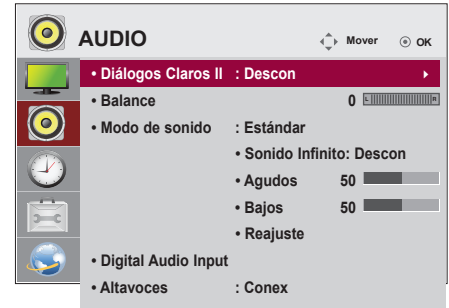 AUDIO
Mover OK
• Diálogos Claros II : Descon
• Balance 0 L R
• Modo de sonido : Estándar
• Sonido Infinito: Descon
• Agudos 50
• Bajos 50
• Reajuste
• Digital Audio Input
• Altavoces : Conex